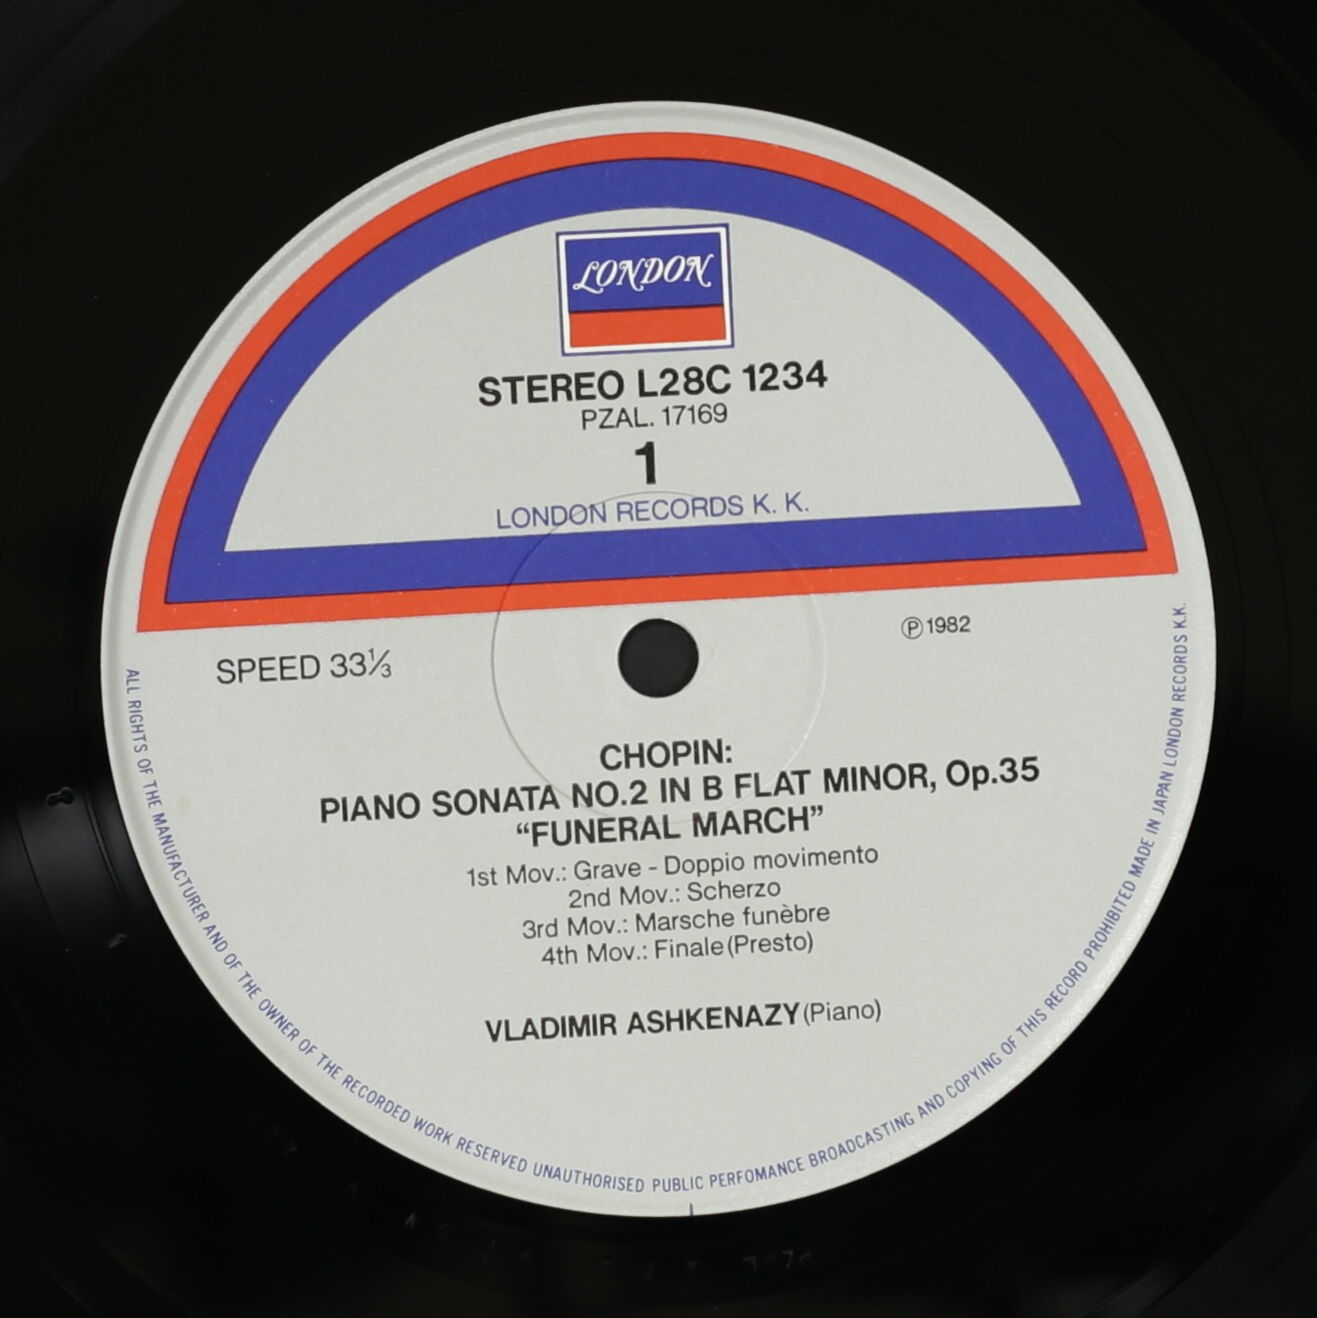 LONDON
STEREO L28C 1234
PZAL. 17169
1
LONDON RECORDS K. K.
Ⓟ1982
SPEED 33⅓
CHOPIN:
PIANO SONATA NO.2 IN B FLAT MINOR, Op.35
“FUNERAL MARCH”
1st Mov.: Grave - Doppio movimento
2nd Mov.: Scherzo
3rd Mov.: Marsche funèbre
4th Mov.: Finale(Presto)
VLADIMIR ASHKENAZY(Piano)
ALL RIGHTS OF THE MANUFACTURER AND OF THE OWNER OF THE RECORDED WORK RESERVED UNAUTHORISED PUBLIC PERFOMANCE BROADCASTING AND COPYING OF THIS RECORD PROHIBITED MADE IN JAPAN LONDON RECORDS K.K.